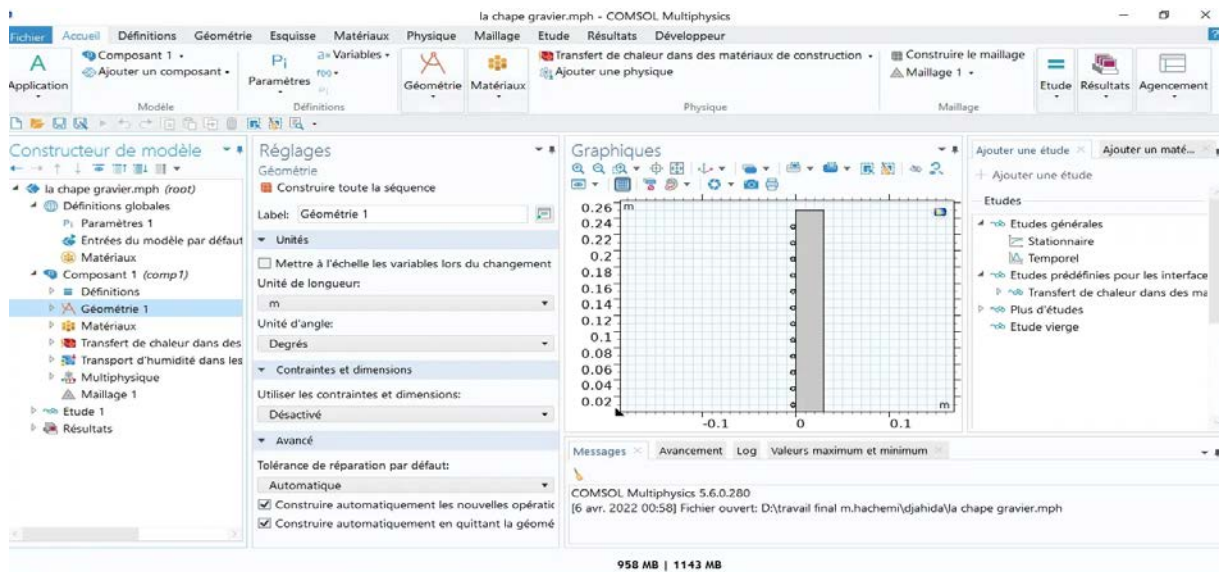 la chape gravier.mph - COMSOL Multiphysics
Fichier Accueil Définitions Géométrie Esquisse Matériaux Physique Maillage Etude Résultats Développeur
Application
Composant 1
Ajouter un composant
Modèle
Pi
Paramètres
a= Variables
f(x)
Pi
Définitions
Géométrie
Matériaux
Transfert de chaleur dans des matériaux de construction
Ajouter une physique
Physique
Construire le maillage
Maillage 1
Maillage
Etude
Résultats
Agencement
Constructeur de modèle
la chape gravier.mph (root)
Définitions globales
Pi Paramètres 1
Entrées du modèle par défaut
Matériaux
Composant 1 (comp1)
Définitions
Géométrie 1
Matériaux
Transfert de chaleur dans des
Transport d'humidité dans les
Multiphysique
Maillage 1
Etude 1
Résultats
Réglages
Géométrie
Construire toute la séquence
Label: Géométrie 1
Unités
Mettre à l'échelle les variables lors du changement
Unité de longueur:
m
Unité d'angle:
Degrés
Contraintes et dimensions
Utiliser les contraintes et dimensions:
Désactivé
Avancé
Tolérance de réparation par défaut:
Automatique
Construire automatiquement les nouvelles opératic
Construire automatiquement en quittant la géomé
Graphiques
m
0.26
0.24
0.22
0.2
0.18
0.16
0.14
0.12
0.1
0.08
0.06
0.04
0.02
-0.1
0
0.1
m
Messages Avancement Log Valeurs maximum et minimum
COMSOL Multiphysics 5.6.0.280
[6 avr. 2022 00:58] Fichier ouvert: D:\travail final m.hachemi\djahida\la chape gravier.mph
Ajouter une étude
Ajouter un maté...
Ajouter une étude
Etudes
Etudes générales
Stationnaire
Temporel
Etudes prédéfinies pour les interface
Transfert de chaleur dans des ma
Plus d'études
Etude vierge
958 MB | 1143 MB